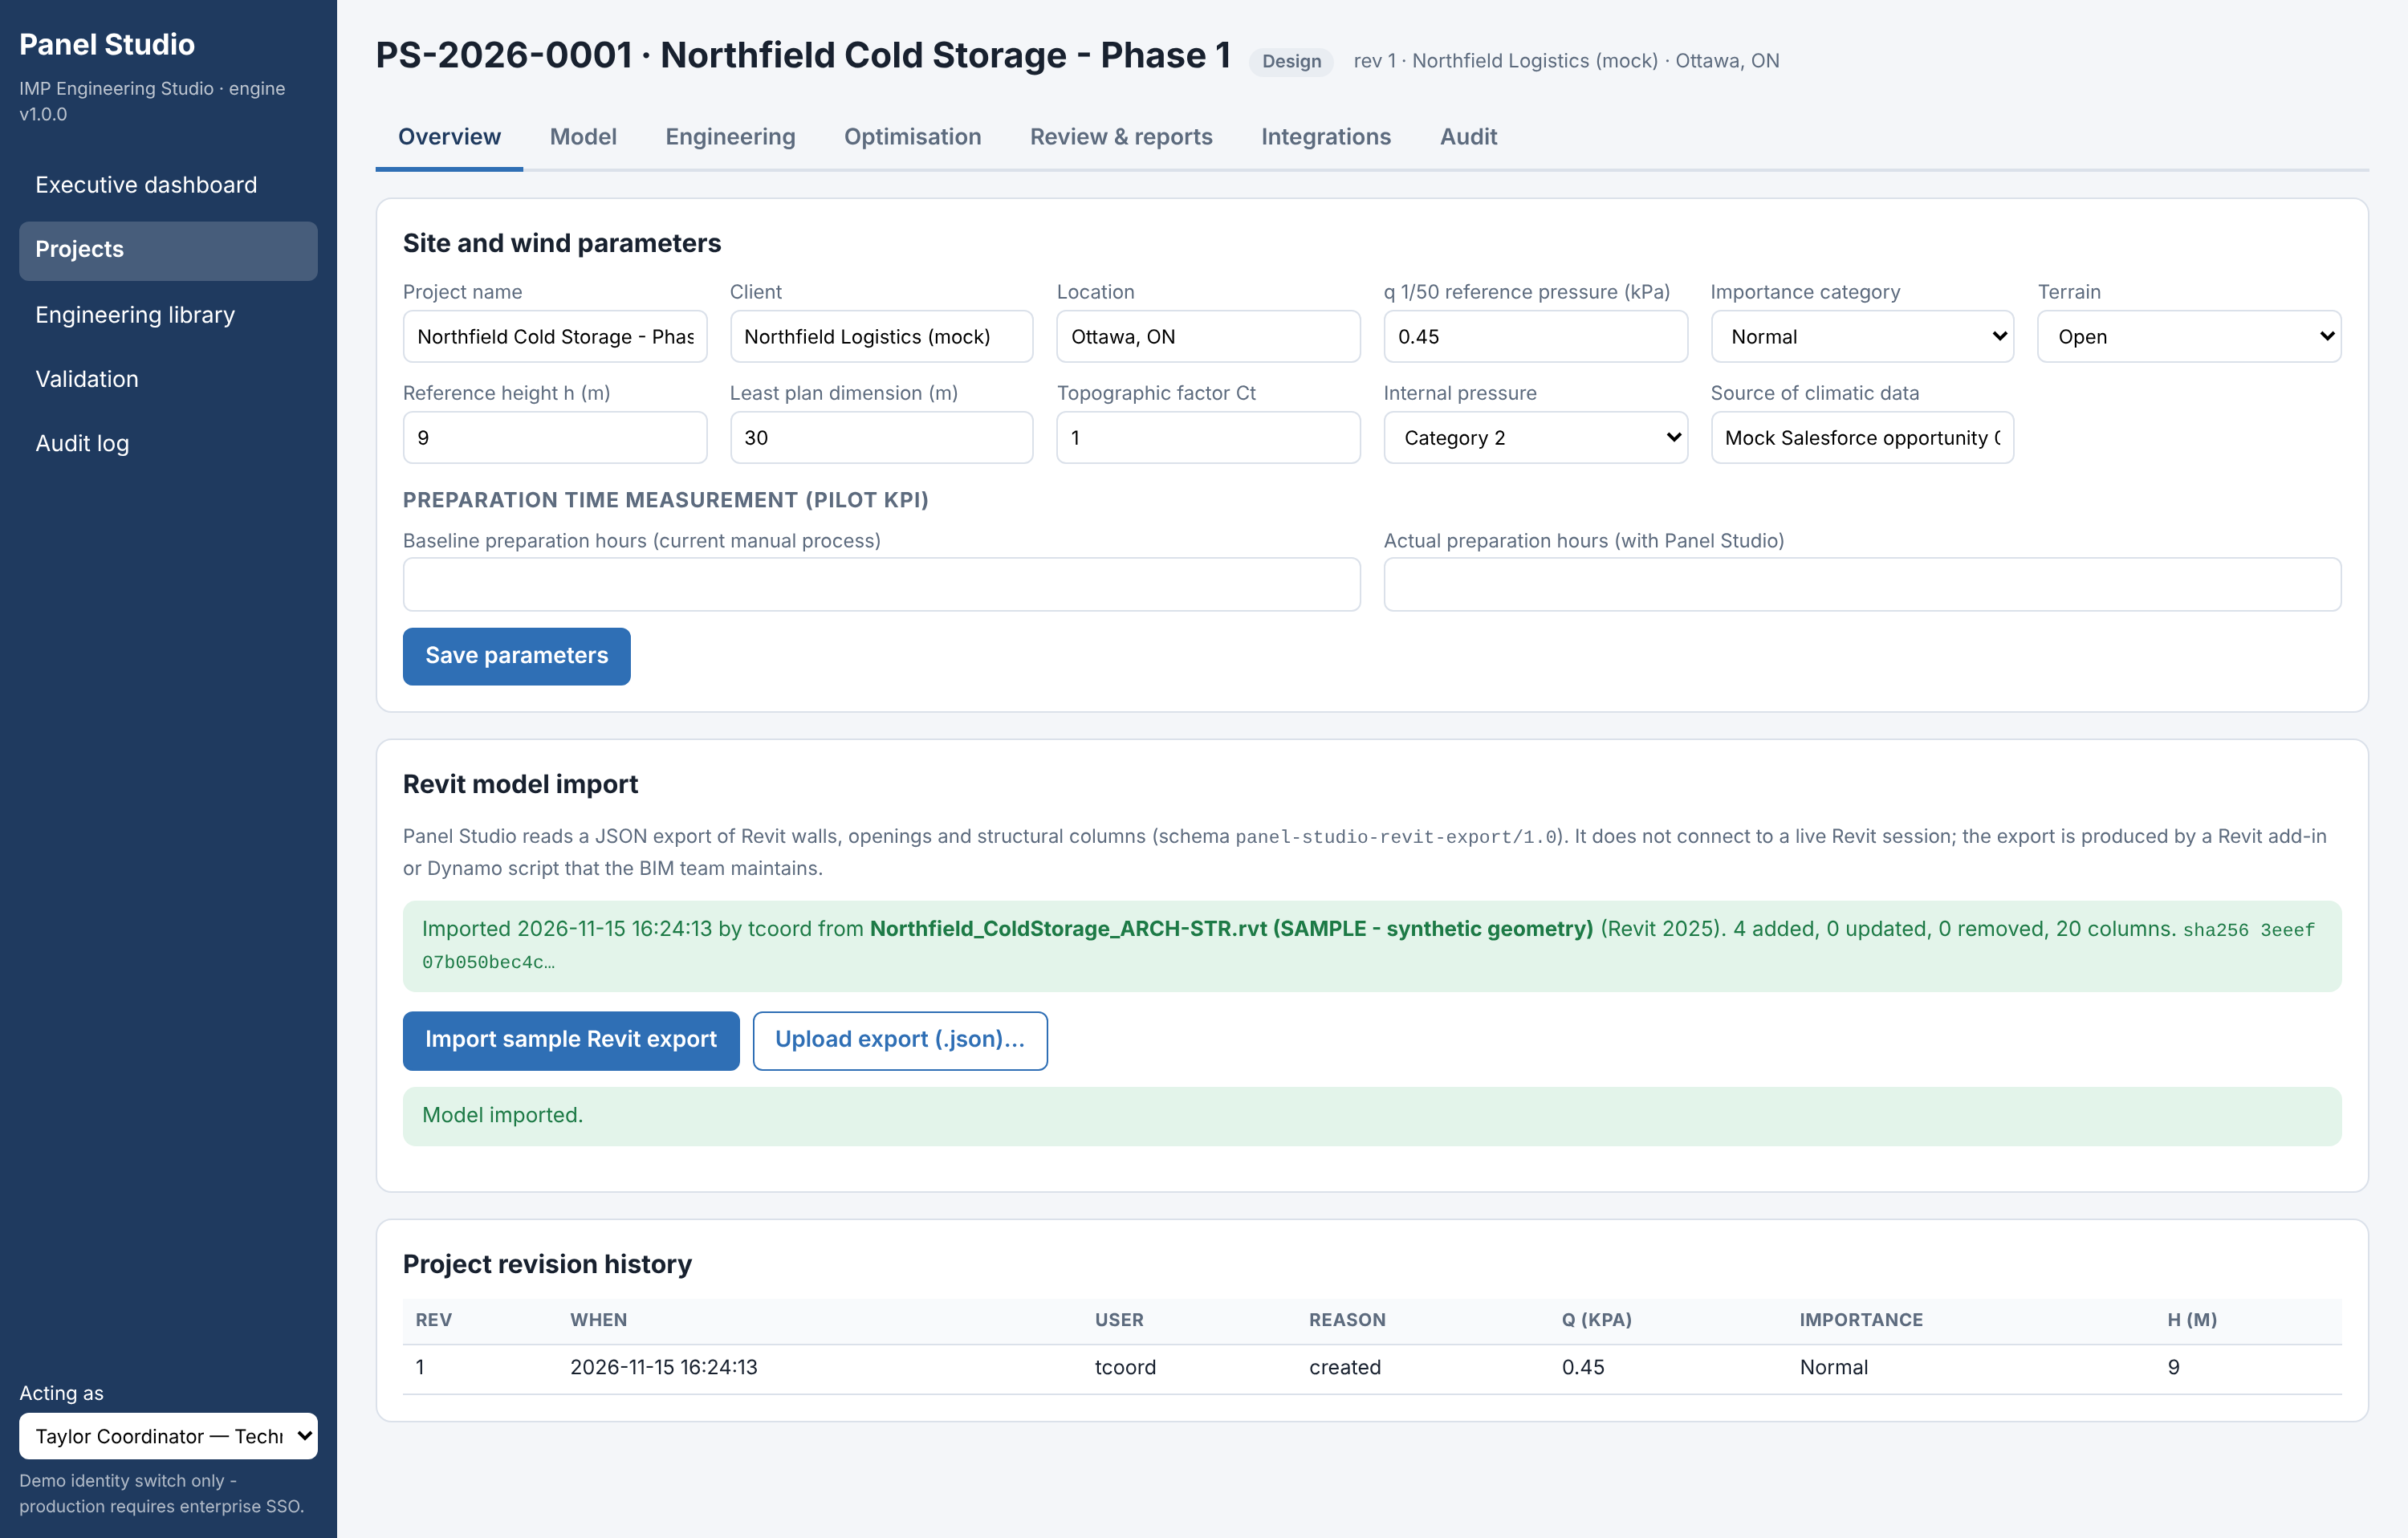 Panel Studio
IMP Engineering Studio · engine
v1.0.0
Executive dashboard
Projects
Engineering library
Validation
Audit log
Acting as
Taylor Coordinator — Techr
Demo identity switch only -
production requires enterprise SSO.
PS-2026-0001 · Northfield Cold Storage - Phase 1 Design rev 1 · Northfield Logistics (mock) · Ottawa, ON
Overview Model Engineering Optimisation Review & reports Integrations Audit
Site and wind parameters
Project name Client Location q 1/50 reference pressure (kPa) Importance category Terrain
Northfield Cold Storage - Phas Northfield Logistics (mock) Ottawa, ON 0.45 Normal Open
Reference height h (m) Least plan dimension (m) Topographic factor Ct Internal pressure Source of climatic data
9 30 1 Category 2 Mock Salesforce opportunity
PREPARATION TIME MEASUREMENT (PILOT KPI)
Baseline preparation hours (current manual process) Actual preparation hours (with Panel Studio)
Save parameters
Revit model import
Panel Studio reads a JSON export of Revit walls, openings and structural columns (schema panel-studio-revit-export/1.0). It does not connect to a live Revit session; the export is produced by a Revit add-in
or Dynamo script that the BIM team maintains.
Imported 2026-11-15 16:24:13 by tcoord from Northfield_ColdStorage_ARCH-STR.rvt (SAMPLE - synthetic geometry) (Revit 2025). 4 added, 0 updated, 0 removed, 20 columns. sha256 3eeef
07b050bec4c…
Import sample Revit export Upload export (.json)...
Model imported.
Project revision history
REV WHEN USER REASON Q (KPA) IMPORTANCE H (M)
1 2026-11-15 16:24:13 tcoord created 0.45 Normal 9